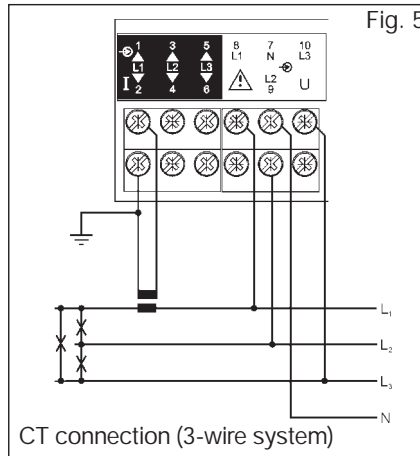 Fig. 5
1 3 5 8 7 10
L1 N L3
L1 L2 L3
L2
I 2 4 6 9 U
L1
L2
L3
N
CT connection (3-wire system)